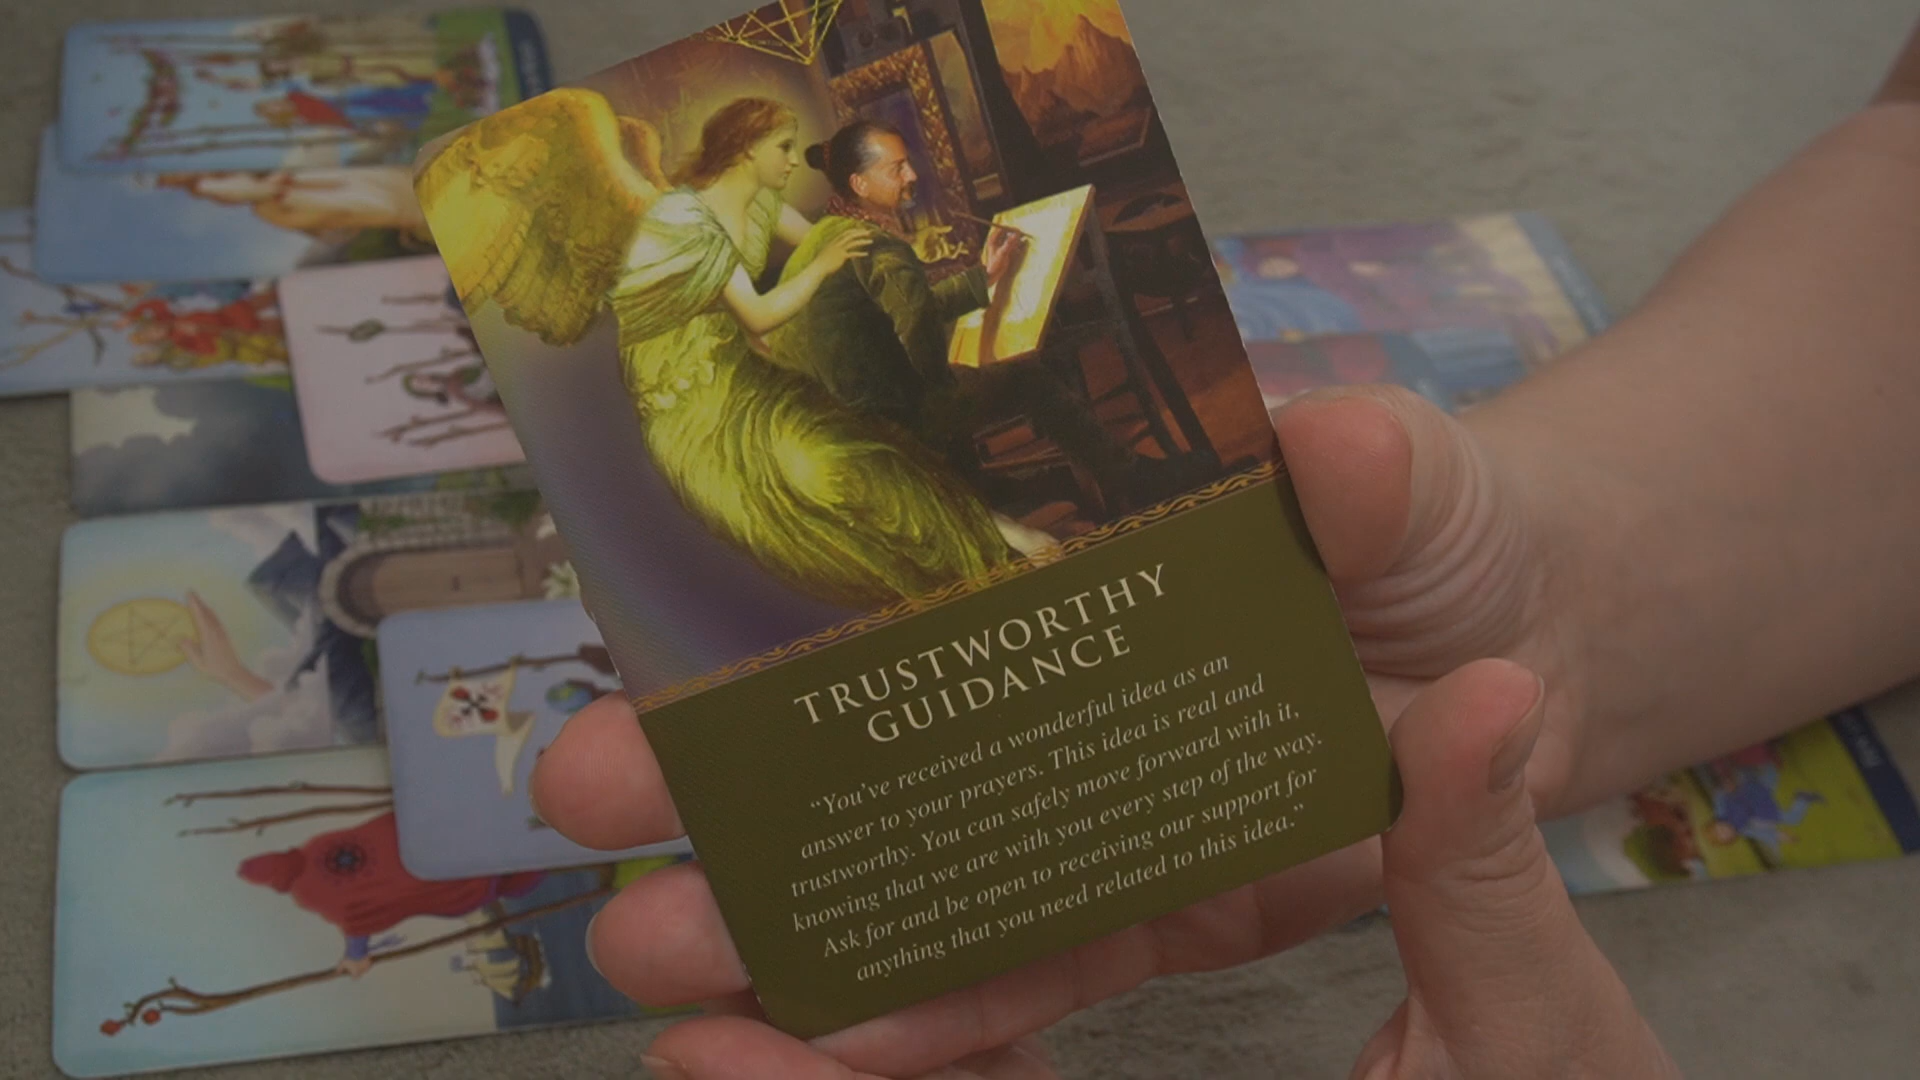 TRUSTWORTHY
GUIDANCE
“You’ve received a wonderful idea as an
answer to your prayers. This idea is real and
trustworthy. You can safely move forward with it,
knowing that we are with you every step of the way.
Ask for and be open to receiving our support for
anything that you need related to this idea.”